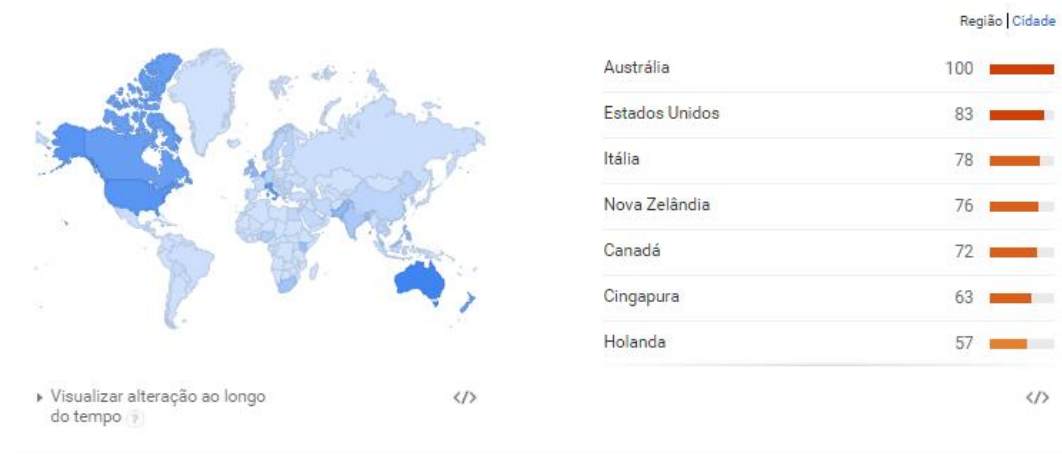 Região | Cidade
Austrália 100
Estados Unidos 83
Itália 78
Nova Zelândia 76
Canadá 72
Cingapura 63
Holanda 57
Visualizar alteração ao longo
do tempo ?
</>
</>